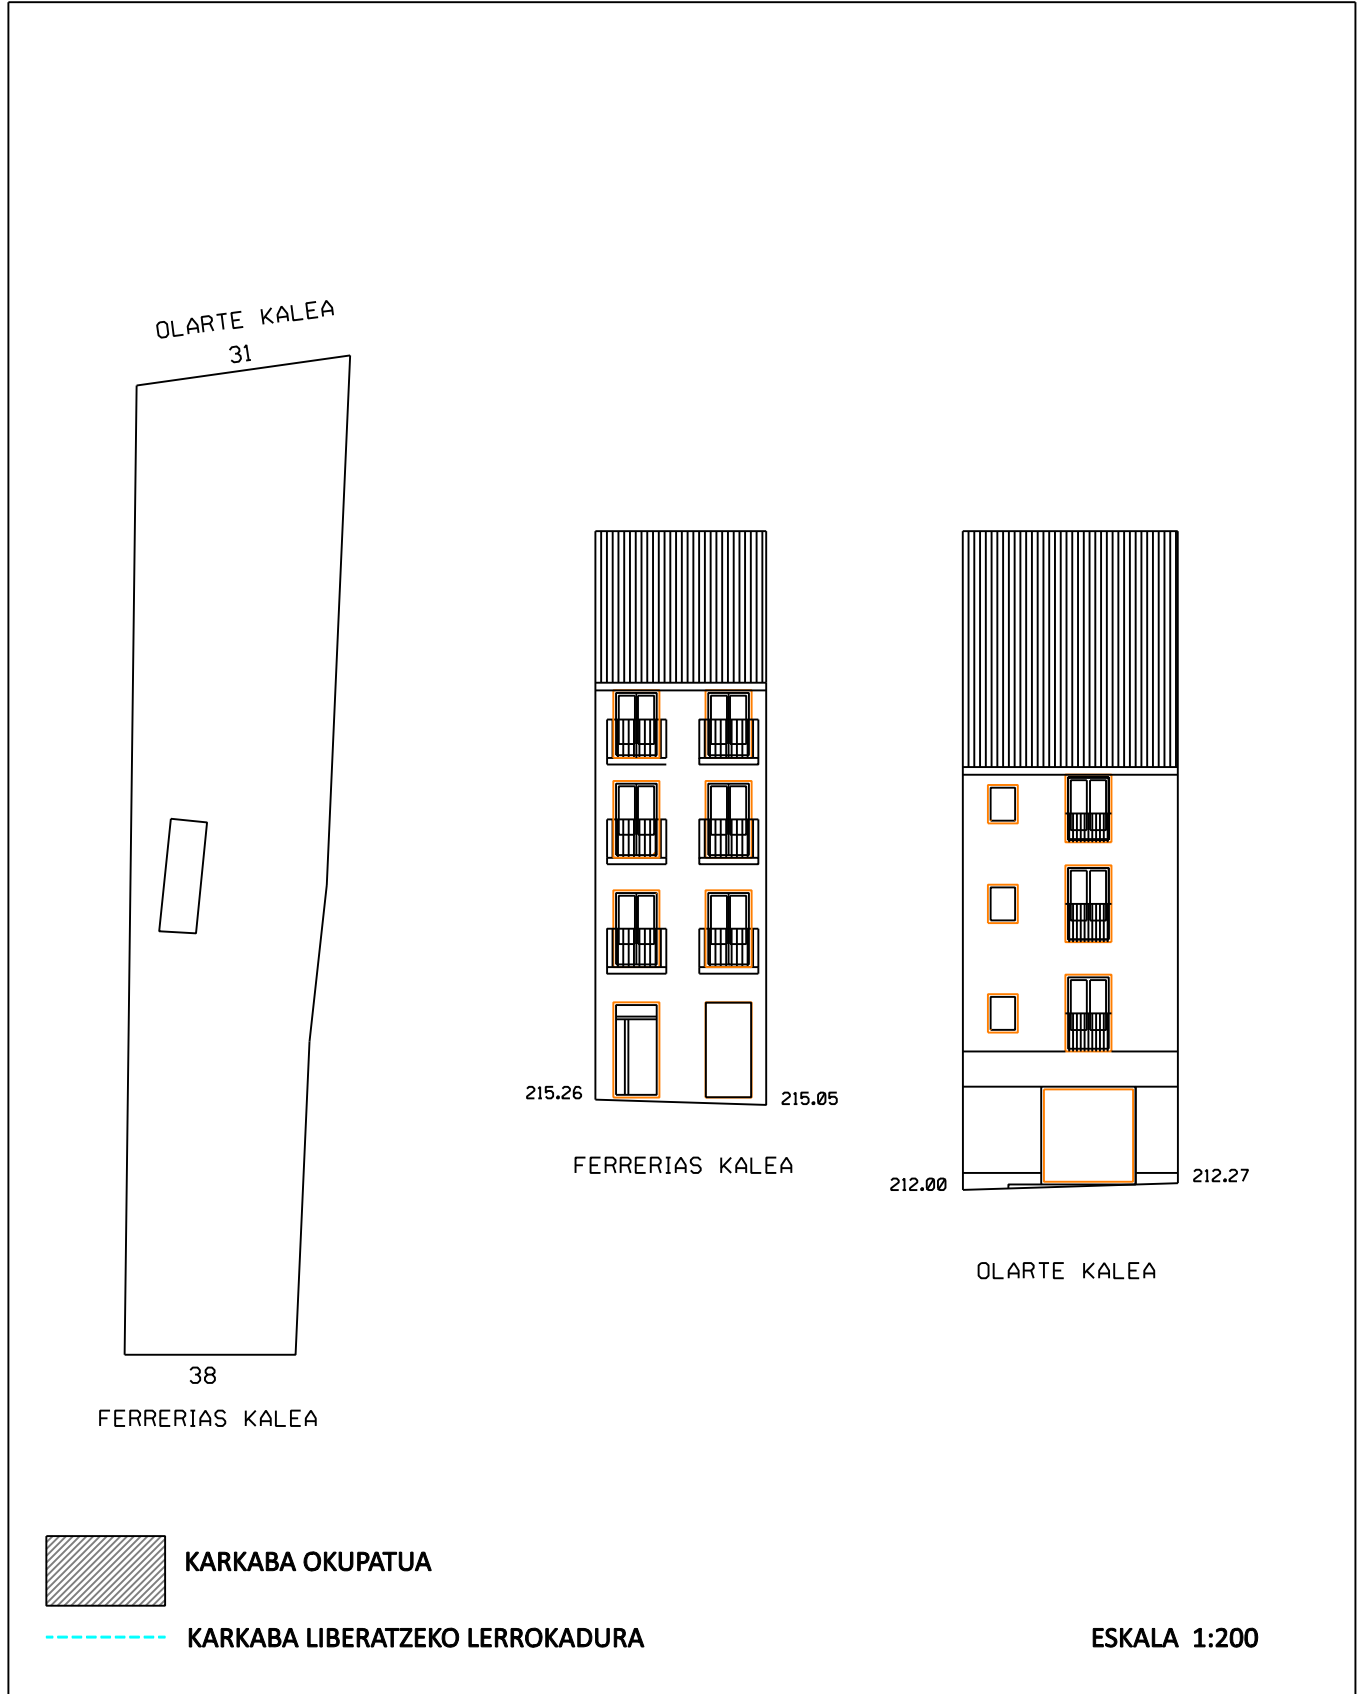 OLARTE KALEA
31
38
FERRERIAS KALEA
215.26
215.05
FERRERIAS KALEA
212.00
212.27
OLARTE KALEA
KARKABA OKUPATUA
KARKABA LIBERATZEKO LERROKADURA
ESKALA 1:200